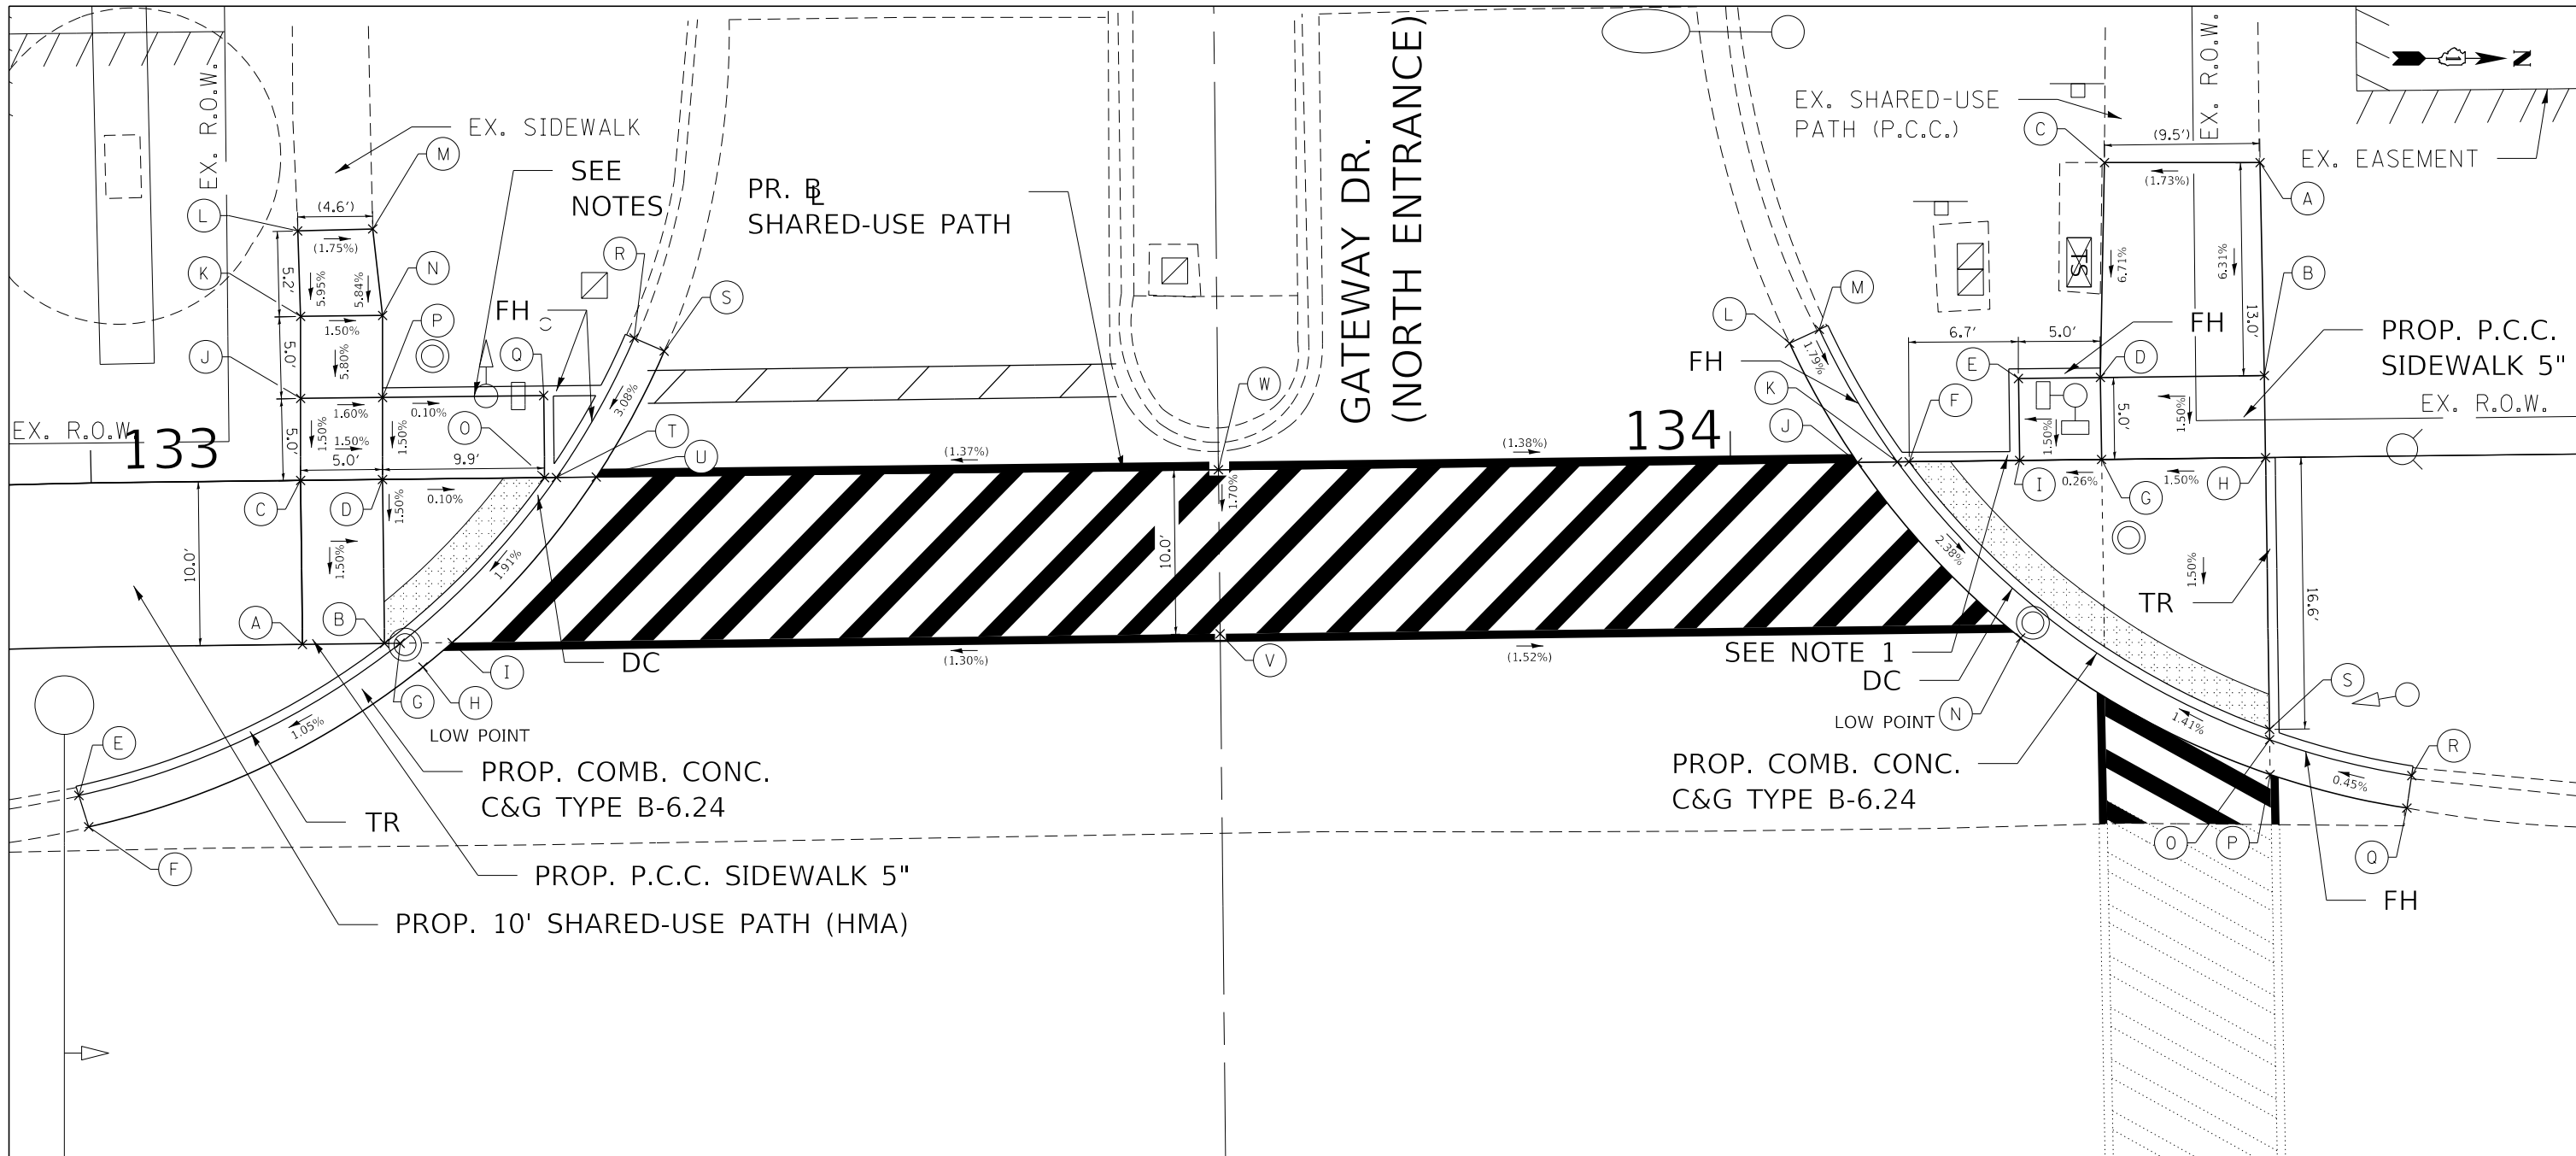 EX. R.O.W.
EX. SIDEWALK
M
SEE
NOTES
L
(4.6')
(1.75%)
K
5.2'
5.95%
5.84%
N
R
S
FH
1.50%
P
J
5.0'
5.80%
Q
1.60%
0.10%
3.08%
EX. R.O.W.
133
5.0'
1.50%
1.50%
1.50%
O
T
U
5.0'
9.9'
C
D
1.50%
0.10%
10.0'
1.50%
1.91%
A
B
G
H
I
DC
LOW POINT
E
1.05%
F
TR
PROP. COMB. CONC.
C&G TYPE B-6.24
PROP. P.C.C. SIDEWALK 5"
PROP. 10' SHARED-USE PATH (HMA)
PR. BL
SHARED-USE PATH
GATEWAY DR.
(NORTH ENTRANCE)
W
(1.37%)
(1.38%)
134
1.70%
10.0'
V
(1.30%)
(1.52%)
EX. SHARED-USE
PATH (P.C.C.)
C
(9.5')
EX. R.O.W.
N
1
EX. EASEMENT
(1.73%)
A
TS
6.71%
6.31%
B
13.0'
M
L
1.79%
FH
K
J
6.7'
5.0'
FH
E
D
F
PROP. P.C.C.
SIDEWALK 5"
EX. R.O.W.
1.50%
5.0'
1.50%
1.50%
I
0.26%
G
1.50%
H
2.38%
1.50%
TR
16.6'
SEE NOTE 1
DC
LOW POINT
N
S
1.41%
PROP. COMB. CONC.
C&G TYPE B-6.24
R
0.45%
O
P
Q
FH